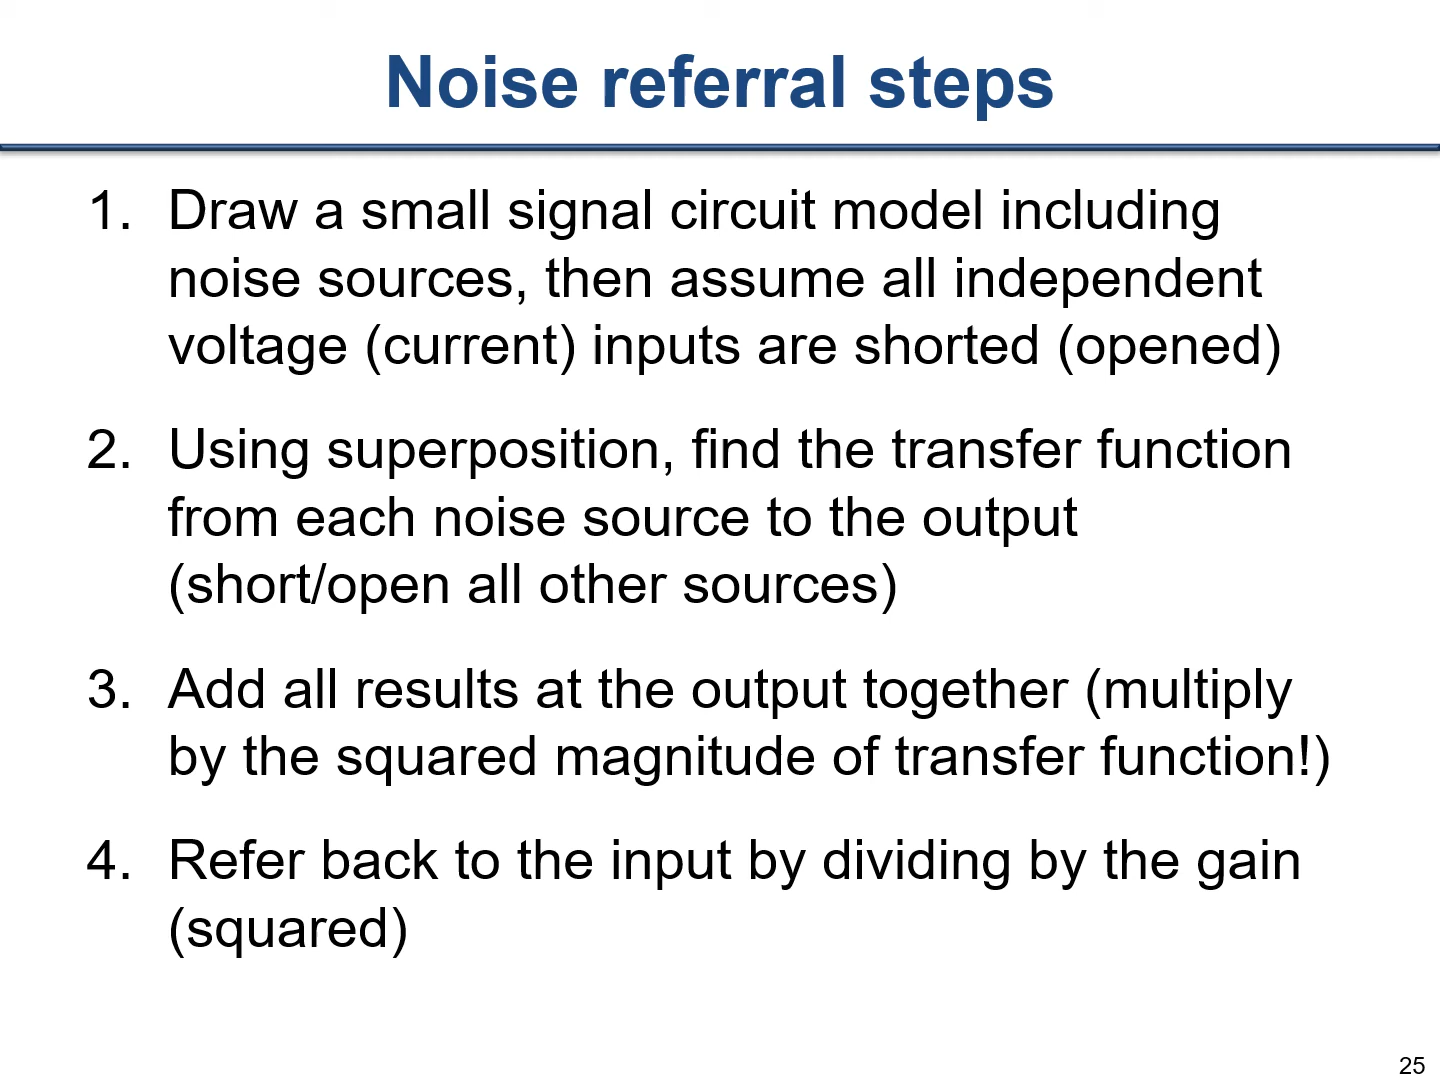 Noise referral steps
1. Draw a small signal circuit model including
noise sources, then assume all independent
voltage (current) inputs are shorted (opened)
2. Using superposition, find the transfer function
from each noise source to the output
(short/open all other sources)
3. Add all results at the output together (multiply
by the squared magnitude of transfer function!)
4. Refer back to the input by dividing by the gain
(squared)
25